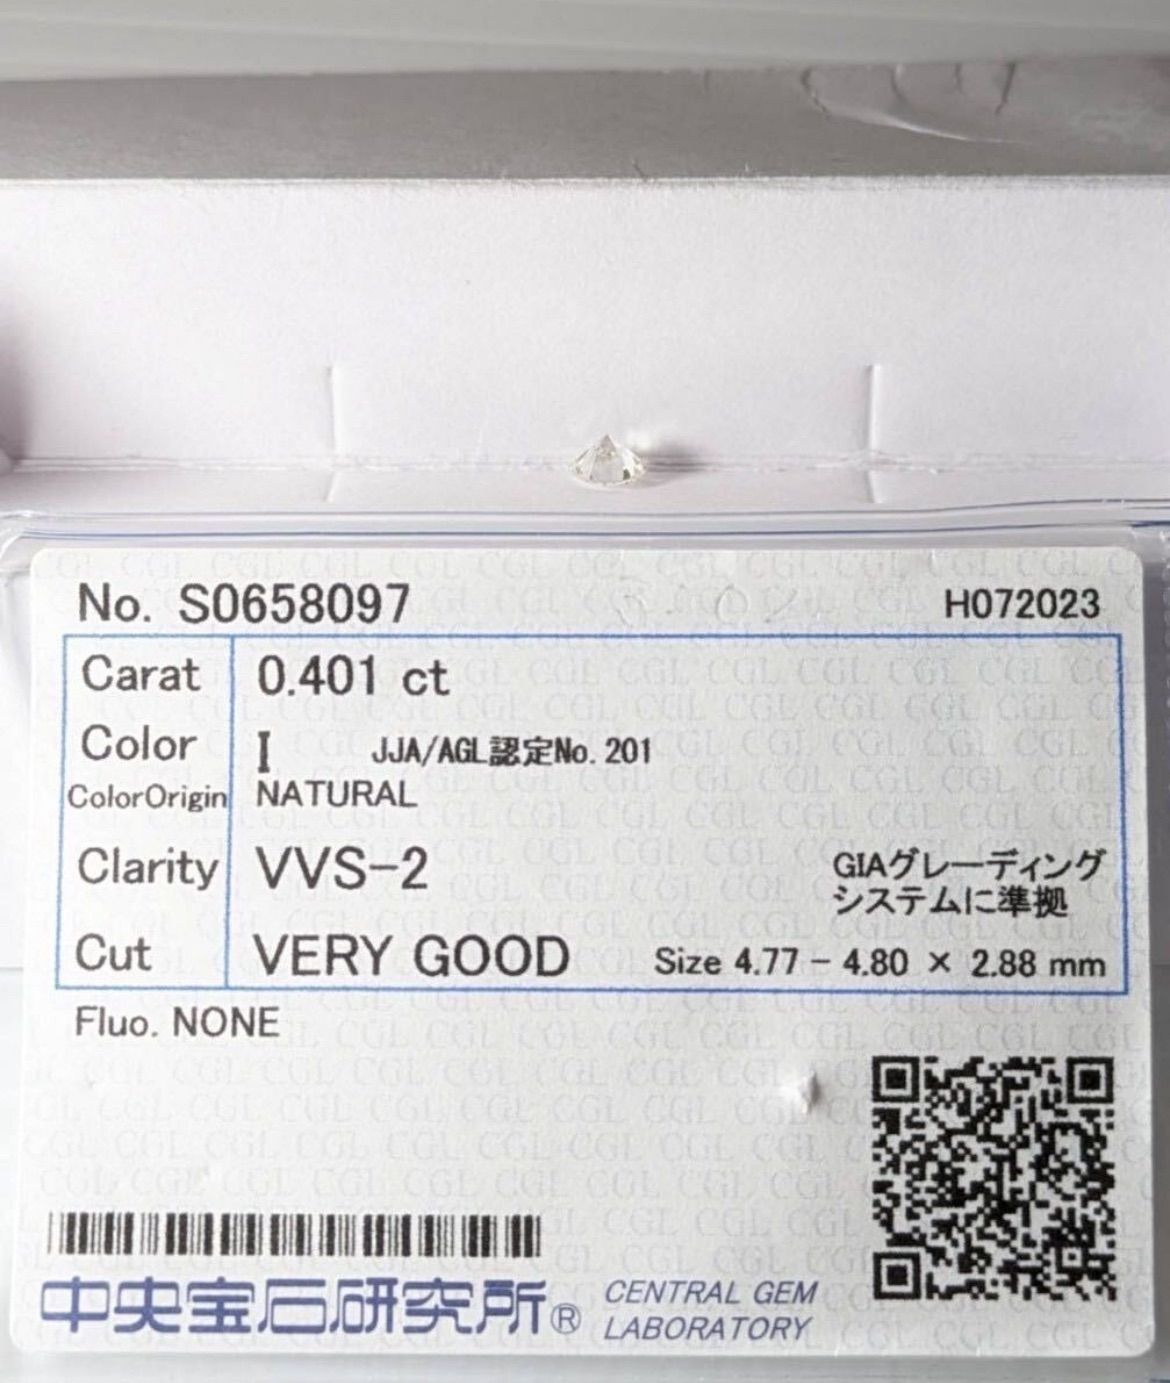 No. S0658097 H072023
Carat 0.401 ct
Color I JJA/AGL認定No.201
ColorOrigin NATURAL
Clarity VVS-2 GIAグレーディング
システムに準拠
Cut VERY GOOD Size 4.77 - 4.80 × 2.88 mm
Fluo. NONE
中央宝石研究所® CENTRAL GEM
LABORATORY